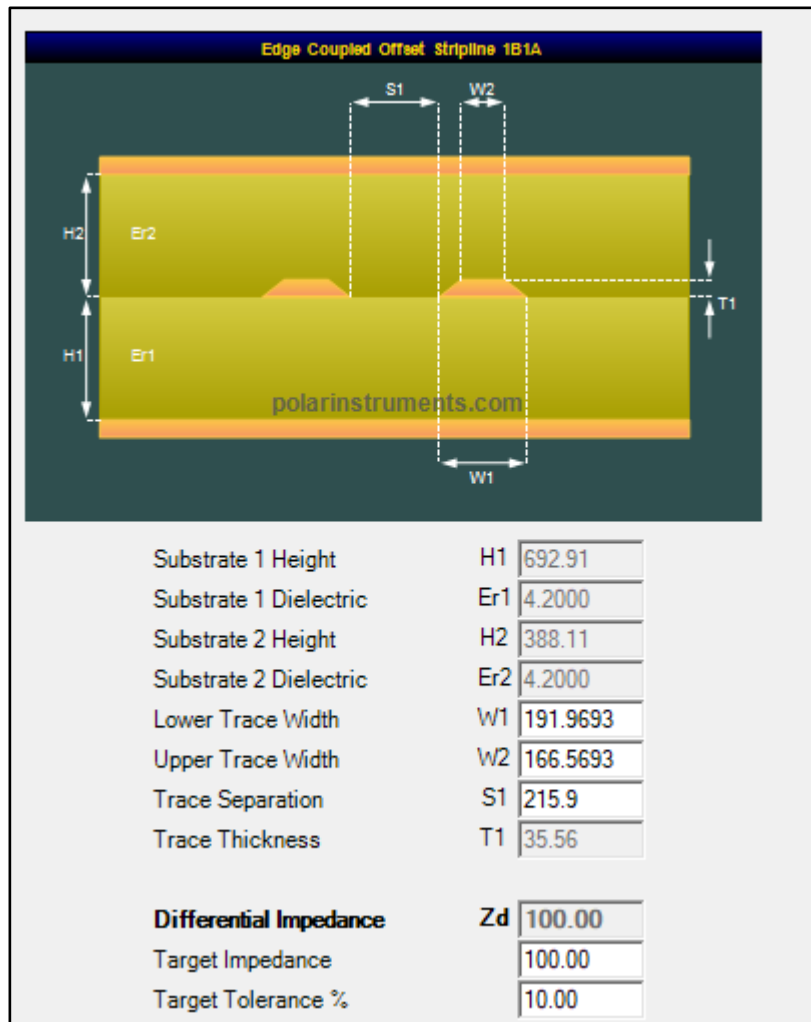 Edge Coupled Offset Stripline 1B1A
S1 W2
H2 Er2
T1
H1 Er1
polarinstruments.com
W1
Substrate 1 Height H1 692.91
Substrate 1 Dielectric Er1 4.2000
Substrate 2 Height H2 388.11
Substrate 2 Dielectric Er2 4.2000
Lower Trace Width W1 191.9693
Upper Trace Width W2 166.5693
Trace Separation S1 215.9
Trace Thickness T1 35.56
Differential Impedance Zd 100.00
Target Impedance 100.00
Target Tolerance % 10.00